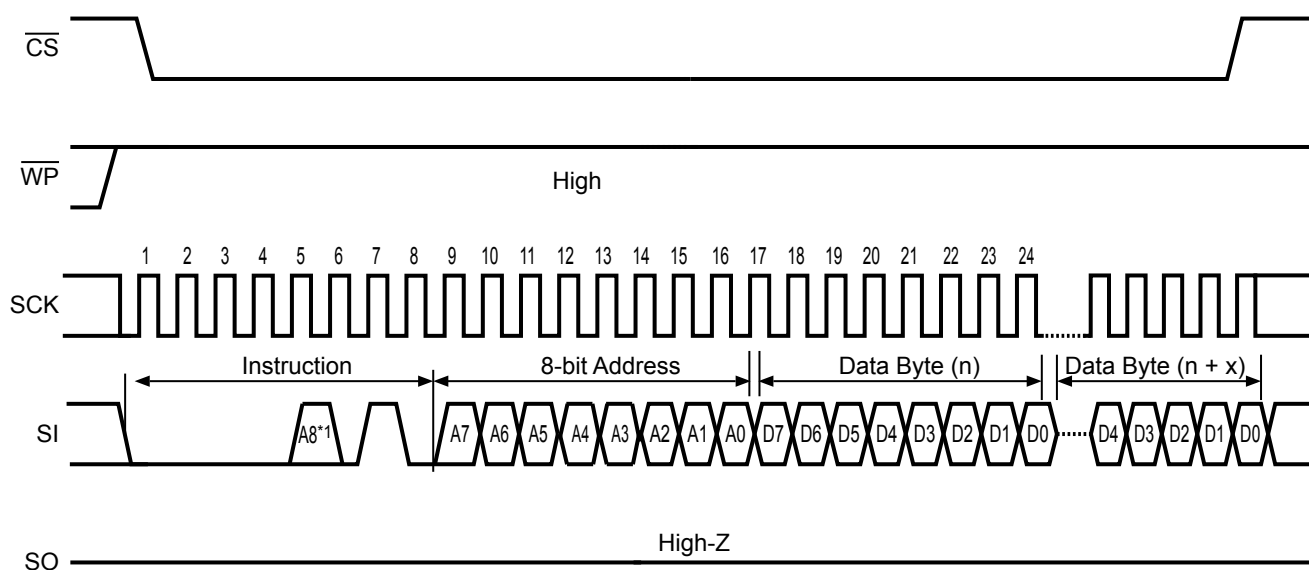 CS
WP
High
1 2 3 4 5 6 7 8 9 10 11 12 13 14 15 16 17 18 19 20 21 22 23 24
SCK
Instruction 8-bit Address Data Byte (n) Data Byte (n + x)
SI A8*1 A7 A6 A5 A4 A3 A2 A1 A0 D7 D6 D5 D4 D3 D2 D1 D0 D4 D3 D2 D1 D0
High-Z
SO